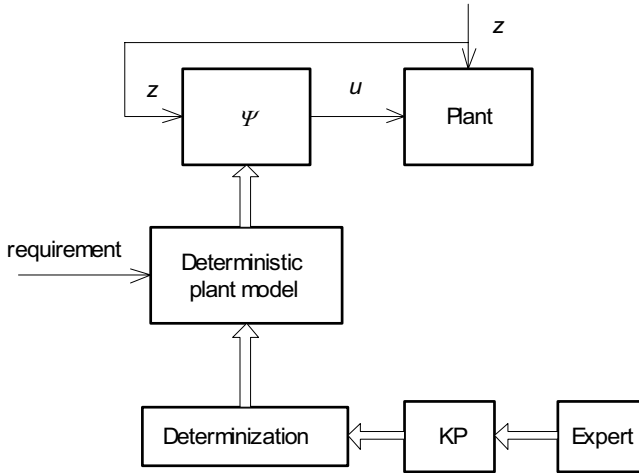 z
z
u
Ψ
Plant
requirement
Deterministic
plant model
Determinization
KP
Expert